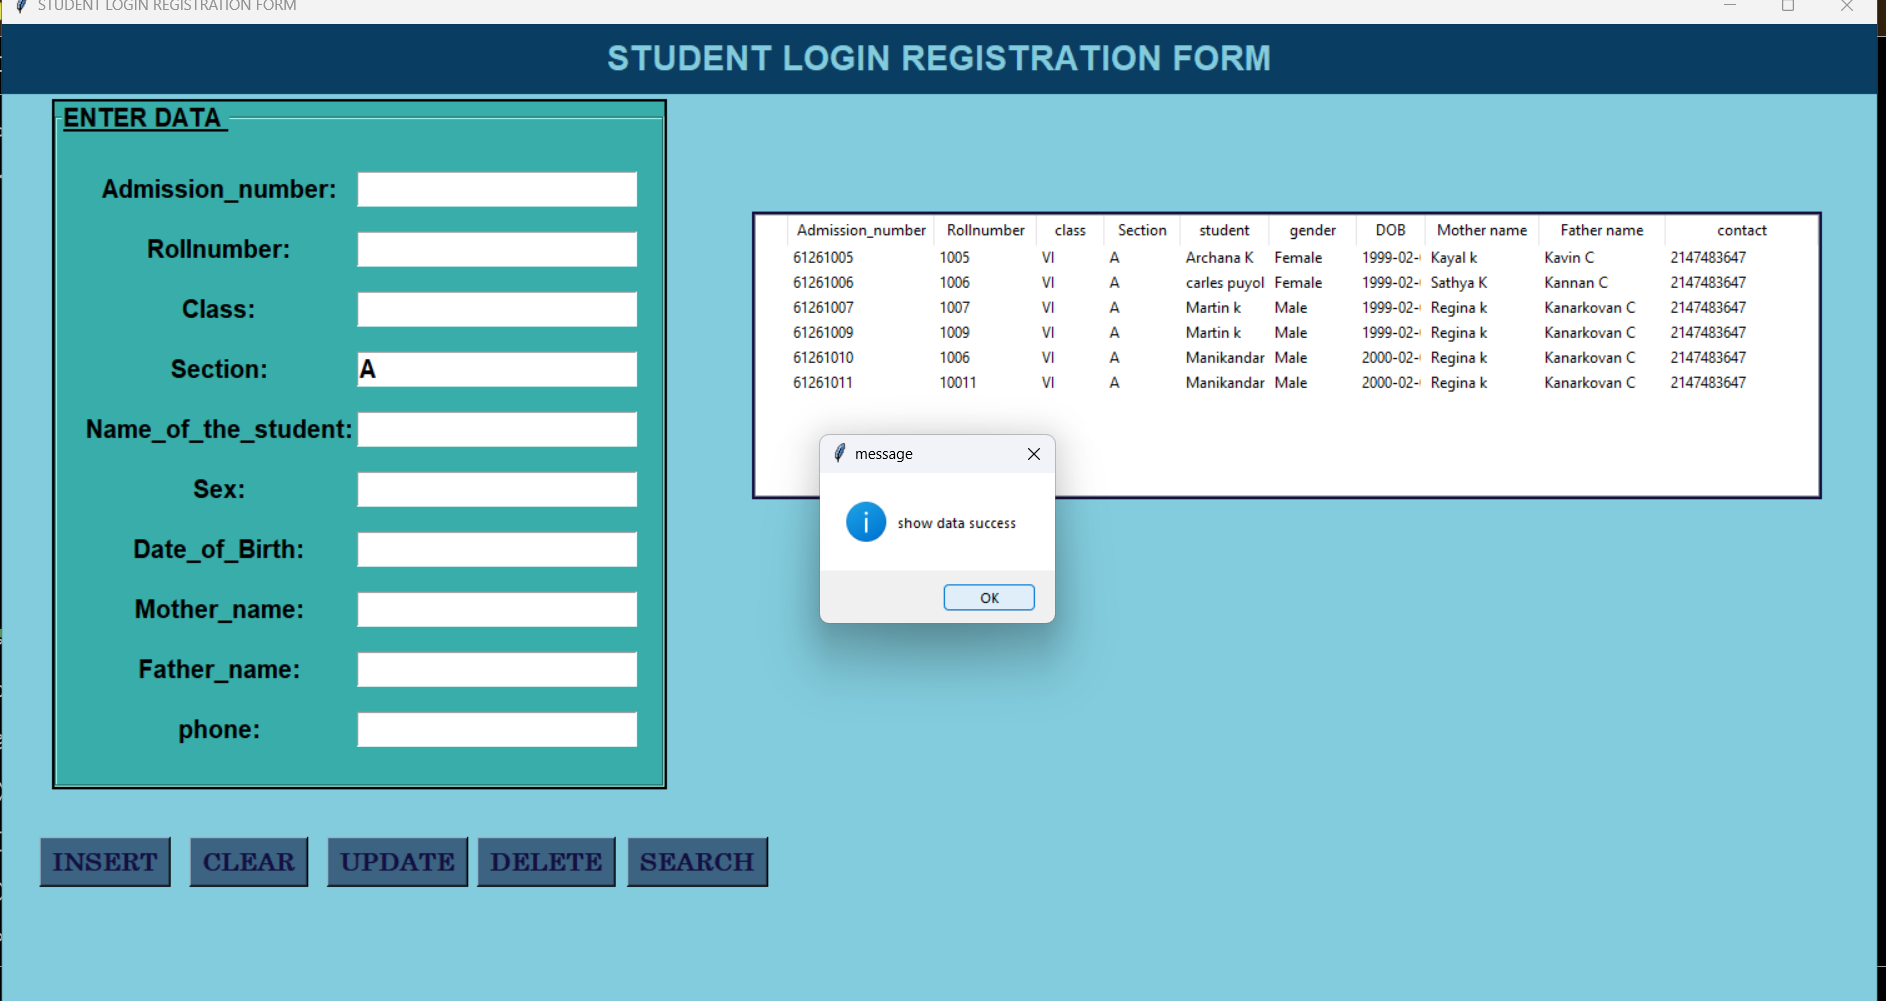 STUDENT LOGIN REGISTRATION FORM
STUDENT LOGIN REGISTRATION FORM
ENTER DATA
Admission_number:
Rollnumber:
Class:
Section: A
Name_of_the_student:
Sex:
Date_of_Birth:
Mother_name:
Father_name:
phone:
Admission_number Rollnumber class Section student gender DOB Mother name Father name contact
61261005 1005 VI A Archana K Female 1999-02- Kayal k Kavin C 2147483647
61261006 1006 VI A carles puyol Female 1999-02- Sathya K Kannan C 2147483647
61261007 1007 VI A Martin k Male 1999-02- Regina k Kanarkovan C 2147483647
61261009 1009 VI A Martin k Male 1999-02- Regina k Kanarkovan C 2147483647
61261010 1006 VI A Manikandar Male 2000-02- Regina k Kanarkovan C 2147483647
61261011 10011 VI A Manikandar Male 2000-02- Regina k Kanarkovan C 2147483647
message
show data success
OK
INSERT CLEAR UPDATE DELETE SEARCH